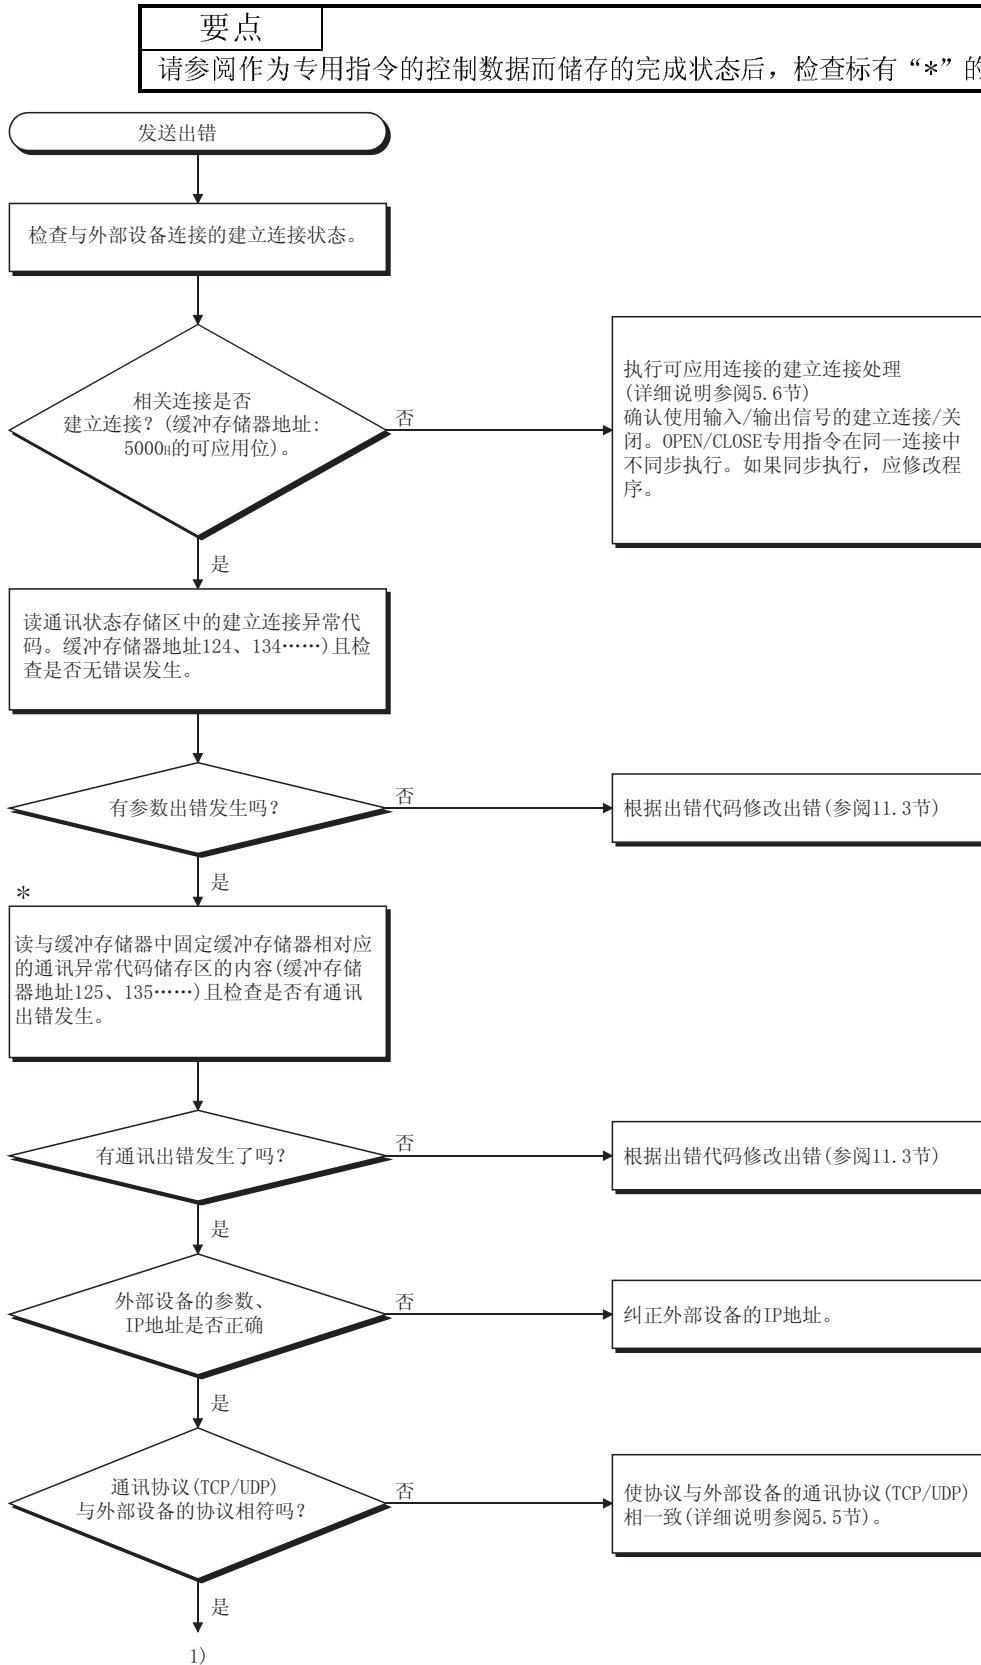 要点
请参阅作为专用指令的控制数据而储存的完成状态后，检查标有“*”的
发送出错
检查与外部设备连接的建立连接状态。
相关连接是否
建立连接？(缓冲存储器地址:
5000H的可应用位)。
否
执行可应用连接的建立连接处理
(详细说明参阅5.6节)
确认使用输入/输出信号的建立连接/关
闭。OPEN/CLOSE专用指令在同一连接中
不同步执行。如果同步执行，应修改程
序。
是
读通讯状态存储区中的建立连接异常代
码。缓冲存储器地址124、134……)且检
查是否无错误发生。
有参数出错发生吗？
否
根据出错代码修改出错(参阅11.3节)
是
*
读与缓冲存储器中固定缓冲存储器相对应
的通讯异常代码储存区的内容(缓冲存储
器地址125、135……)且检查是否有通讯
出错发生。
有通讯出错发生了吗？
否
根据出错代码修改出错(参阅11.3节)
是
外部设备的参数、
IP地址是否正确
否
纠正外部设备的IP地址。
是
通讯协议(TCP/UDP)
与外部设备的协议相符吗？
否
使协议与外部设备的通讯协议(TCP/UDP)
相一致(详细说明参阅5.5节)。
是
1)